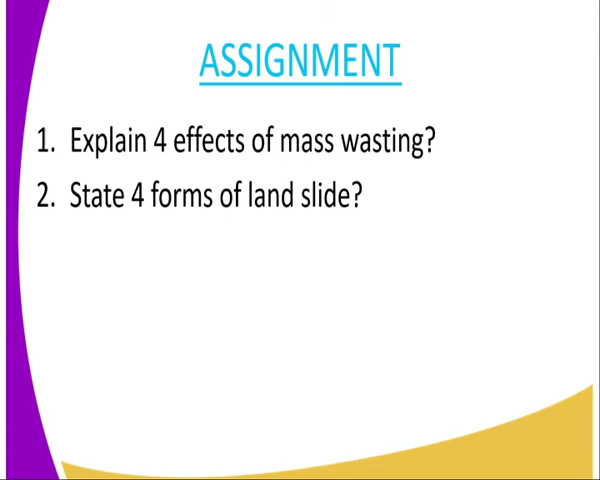 ASSIGNMENT
1. Explain 4 effects of mass wasting?
2. State 4 forms of land slide?